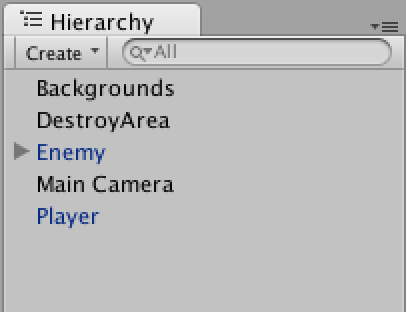 Hierarchy
Create All
Backgrounds
DestroyArea
Enemy
Main Camera
Player